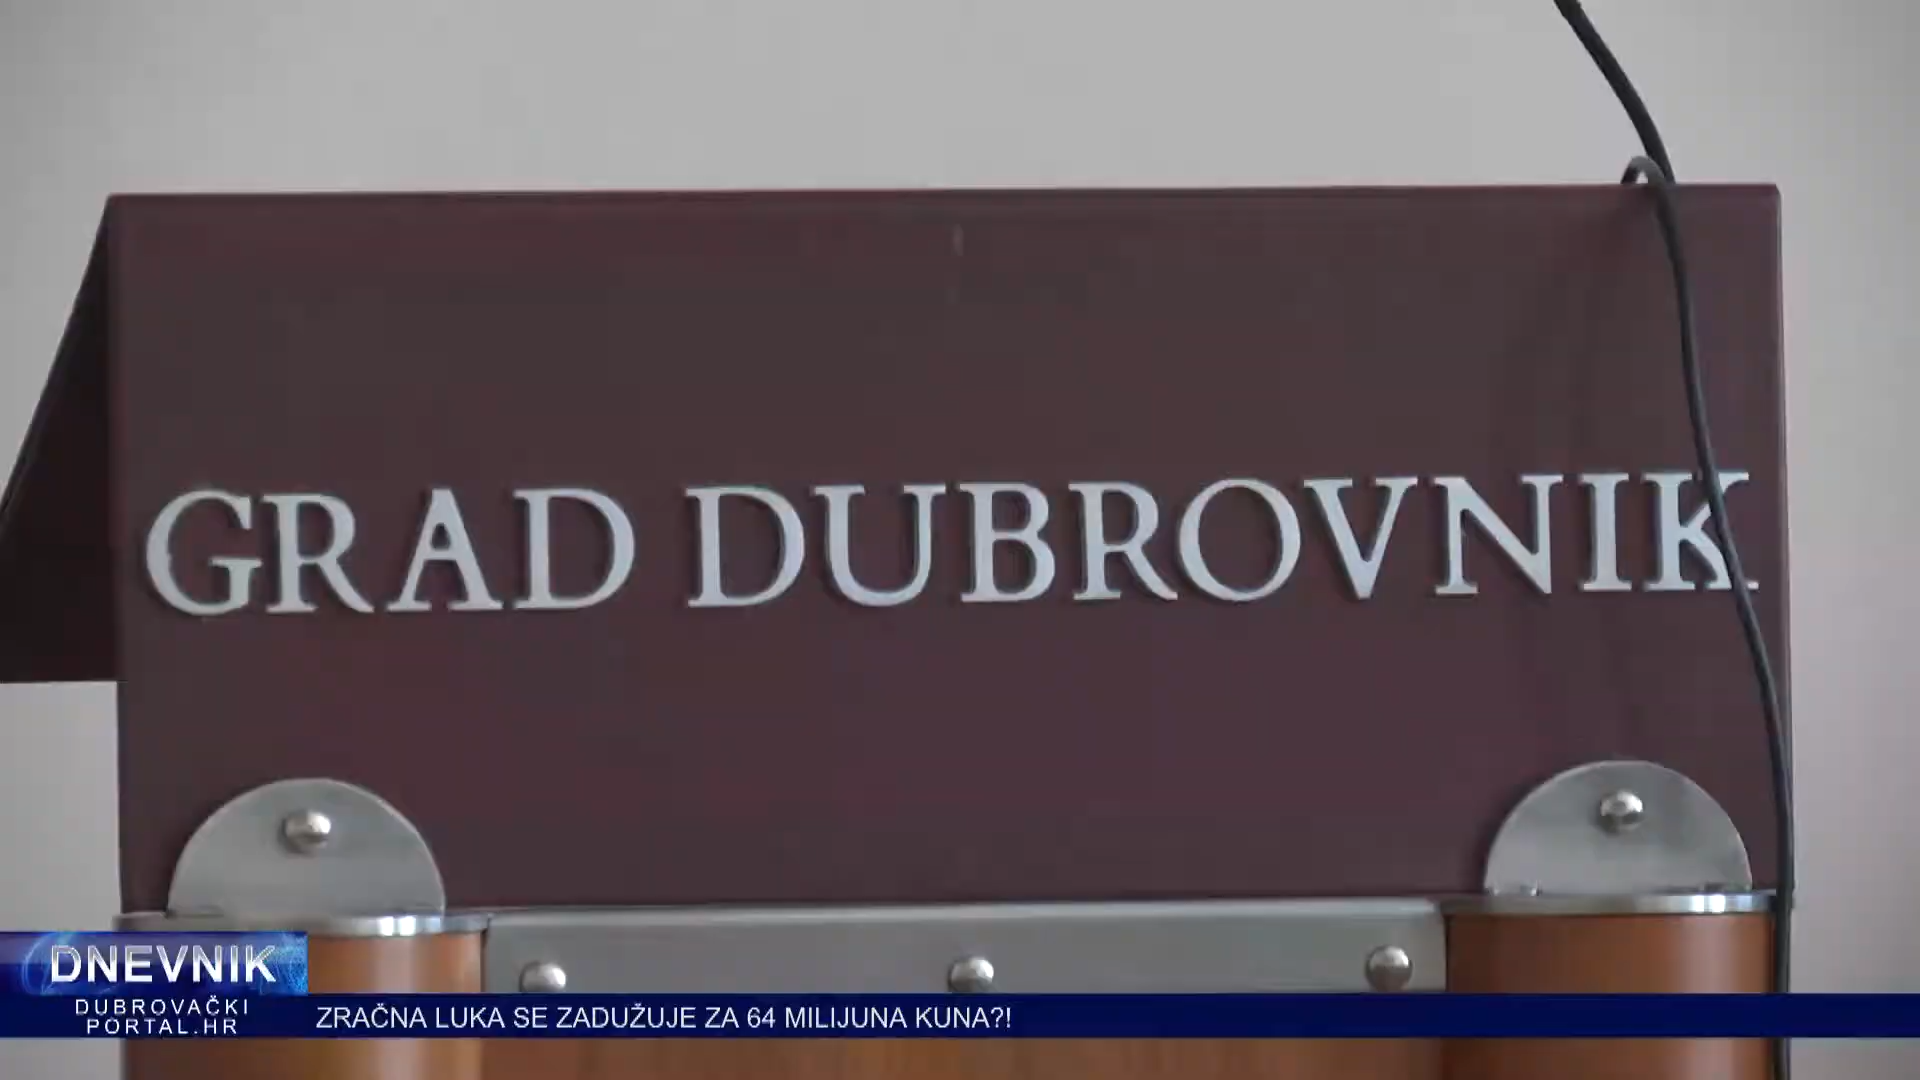 GRAD DUBROVNIK
DNEVNIK
DUBROVAČKI
PORTAL.HR
ZRAČNA LUKA SE ZADUŽUJE ZA 64 MILIJUNA KUNA?!